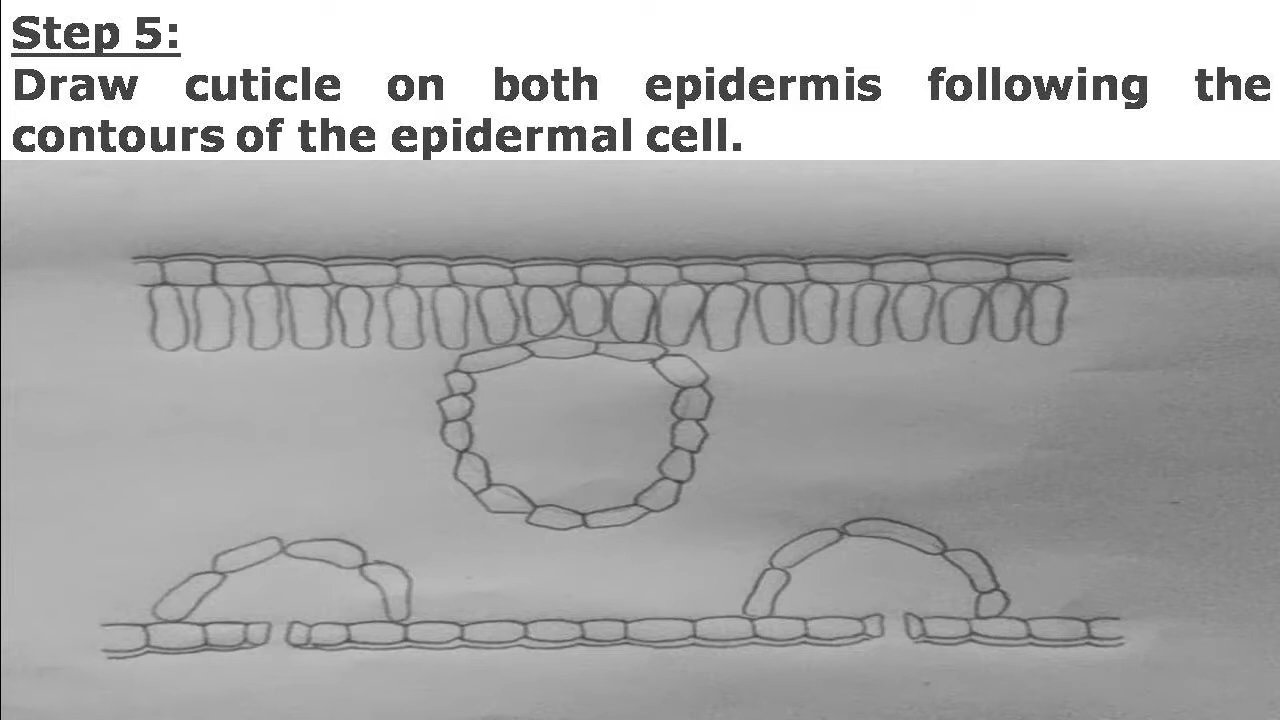 Step 5:
Draw cuticle on both epidermis following the
contours of the epidermal cell.